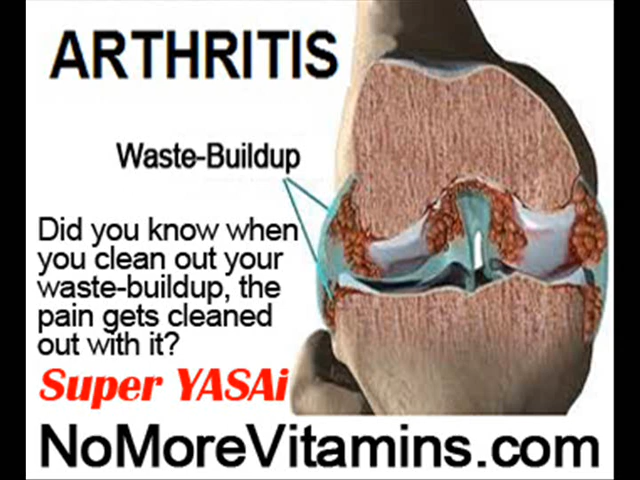 ARTHRITIS
Waste-Buildup
Did you know when
you clean out your
waste-buildup, the
pain gets cleaned
out with it?
Super YASAi
NoMoreVitamins.com